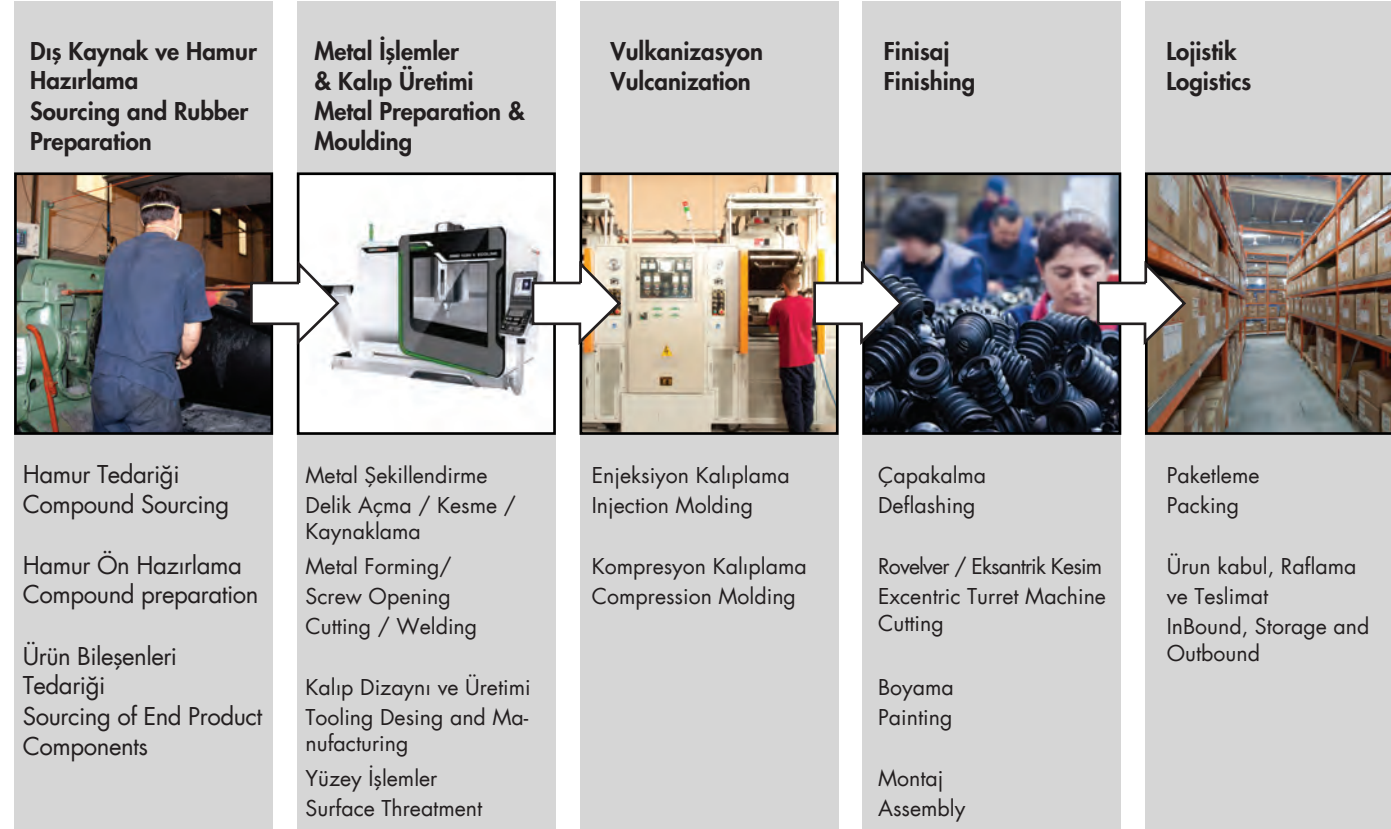 Dış Kaynak ve Hamur
Hazırlama
Sourcing and Rubber
Preparation
Hamur Tedariği
Compound Sourcing
Hamur Ön Hazırlama
Compound preparation
Ürün Bileşenleri
Tedariği
Sourcing of End Product
Components
Metal İşlemler
& Kalıp Üretimi
Metal Preparation &
Moulding
Metal Şekillendirme
Delik Açma / Kesme /
Kaynaklama
Metal Forming/
Screw Opening
Cutting / Welding
Kalıp Dizaynı ve Üretimi
Tooling Desing and Ma-
nufacturing
Yüzey İşlemler
Surface Threatment
Vulkanizasyon
Vulcanization
Enjeksiyon Kalıplama
Injection Molding
Kompresyon Kalıplama
Compression Molding
Finisaj
Finishing
Çapakalma
Deflashing
Rovelver / Eksantrik Kesim
Excentric Turret Machine
Cutting
Boyama
Painting
Montaj
Assembly
Lojistik
Logistics
Paketleme
Packing
Ürun kabul, Raflama
ve Teslimat
InBound, Storage and
Outbound